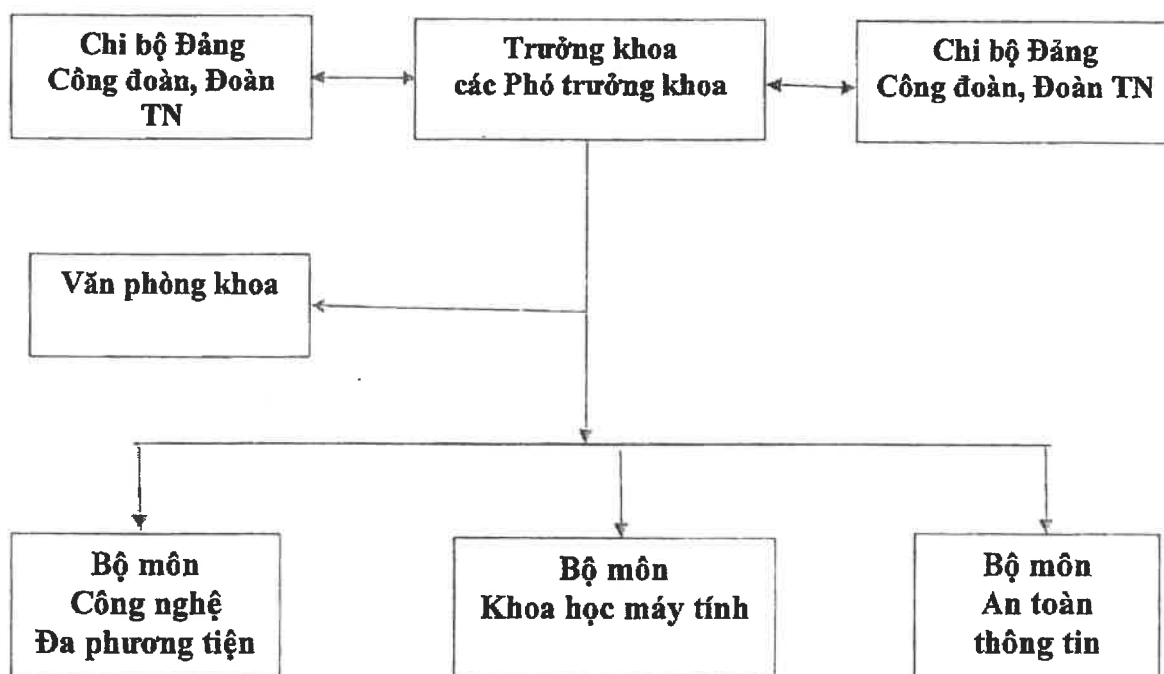 Chi bộ Đảng
Công đoàn, Đoàn
TN
Trưởng khoa
các Phó trưởng khoa
Chi bộ Đảng
Công đoàn, Đoàn TN
Văn phòng khoa
Bộ môn
Công nghệ
Đa phương tiện
Bộ môn
Khoa học máy tính
Bộ môn
An toàn
thông tin